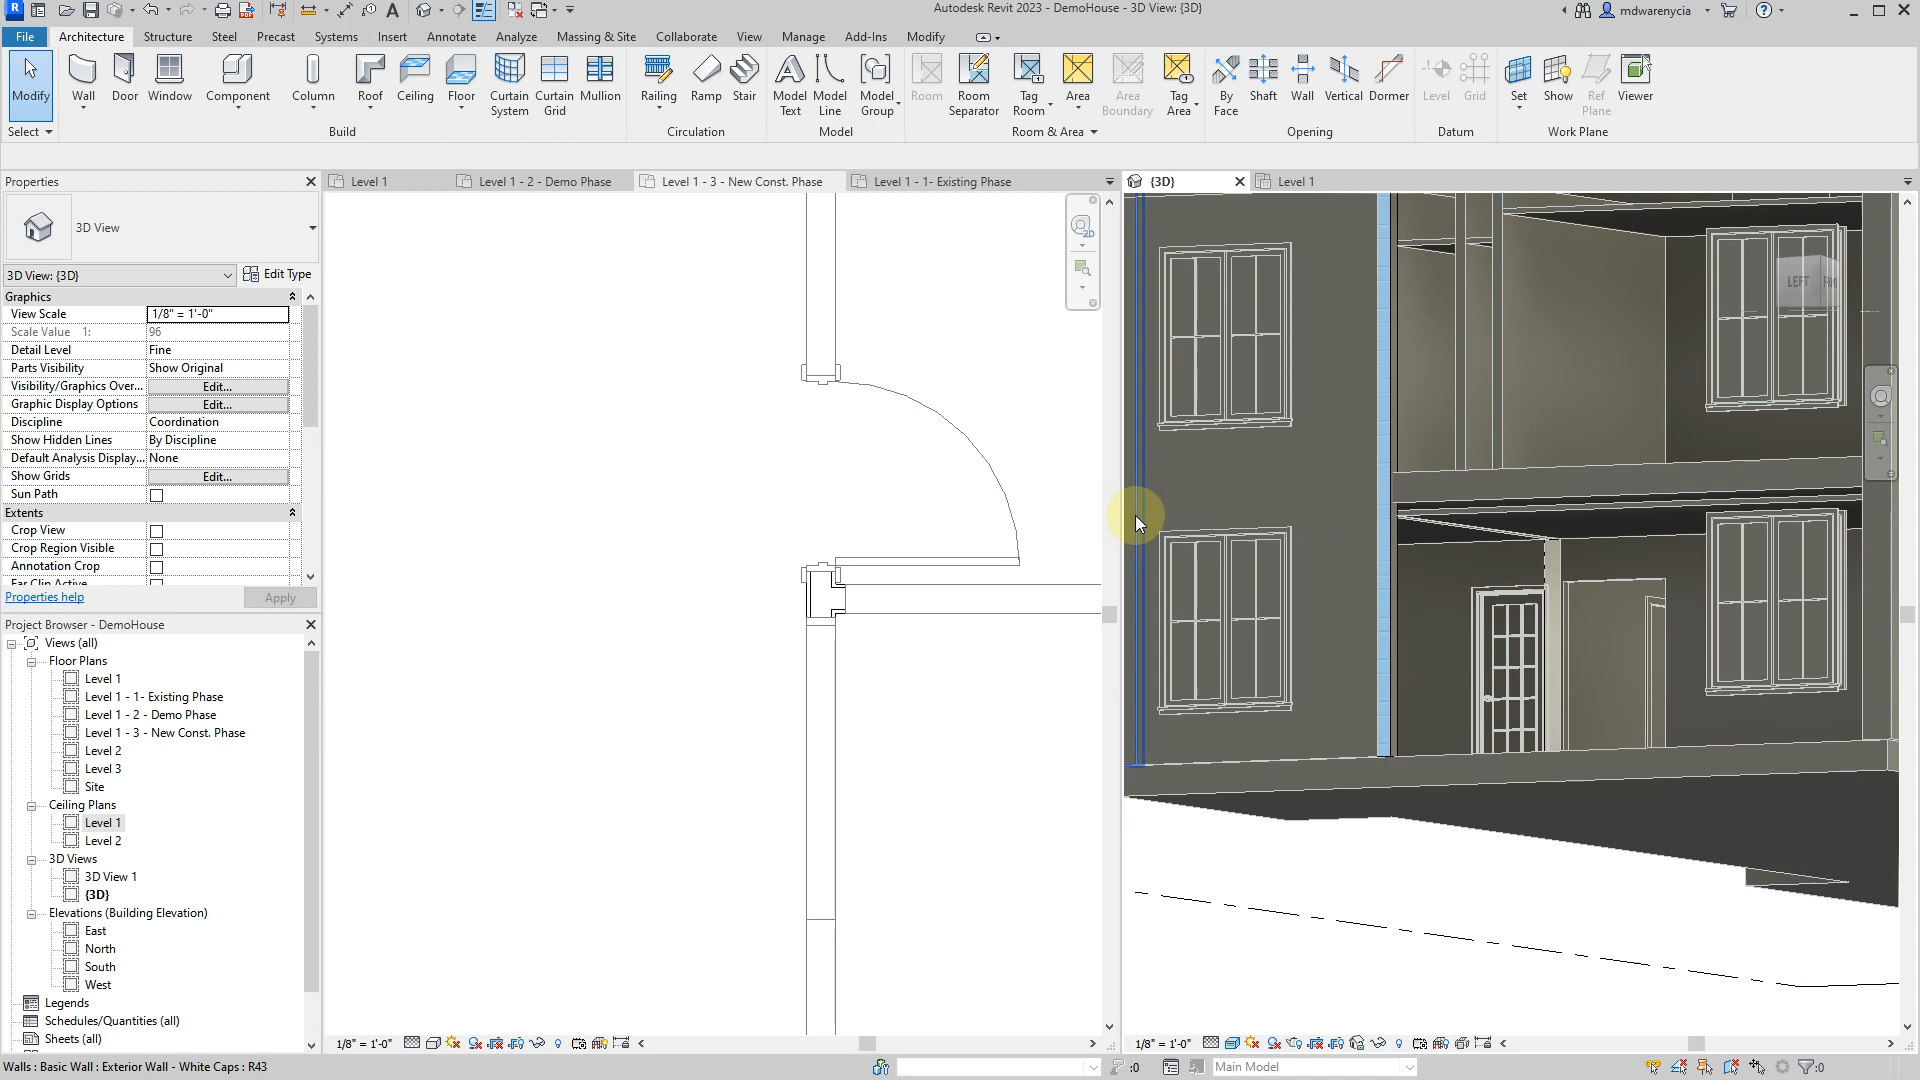 R
Autodesk Revit 2023 - DemoHouse - 3D View: {3D}
mdwarenycia
File Architecture Structure Steel Precast Systems Insert Annotate Analyze Massing & Site Collaborate View Manage Add-Ins Modify
Modify Wall Door Window Component Column Roof Ceiling Floor Curtain System Curtain Grid Mullion Railing Ramp Stair Model Text Model Line Model Group Room Room Separator Tag Room Area Area Boundary Tag Area By Face Shaft Wall Vertical Dormer Level Grid Set Show Ref Plane Viewer
Select Build Circulation Model Room & Area Opening Datum Work Plane
Properties
Level 1
Level 1 - 2 - Demo Phase
Level 1 - 3 - New Const. Phase
Level 1 - 1- Existing Phase
{3D}
Level 1
3D View
3D View: {3D} Edit Type
Graphics
View Scale 1/8" = 1'-0"
Scale Value 1: 96
Detail Level Fine
Parts Visibility Show Original
Visibility/Graphics Over... Edit...
Graphic Display Options Edit...
Discipline Coordination
Show Hidden Lines By Discipline
Default Analysis Display... None
Show Grids Edit...
Sun Path
Extents
Crop View
Crop Region Visible
Annotation Crop
Far Clip Active
Properties help Apply
Project Browser - DemoHouse
Views (all)
Floor Plans
Level 1
Level 1 - 1- Existing Phase
Level 1 - 2 - Demo Phase
Level 1 - 3 - New Const. Phase
Level 2
Level 3
Site
Ceiling Plans
Level 1
Level 2
3D Views
3D View 1
{3D}
Elevations (Building Elevation)
East
North
South
West
Legends
Schedules/Quantities (all)
Sheets (all)
2D
LEFT
1/8" = 1'-0"
1/8" = 1'-0"
Walls : Basic Wall : Exterior Wall - White Caps : R43
:0
Main Model
:0